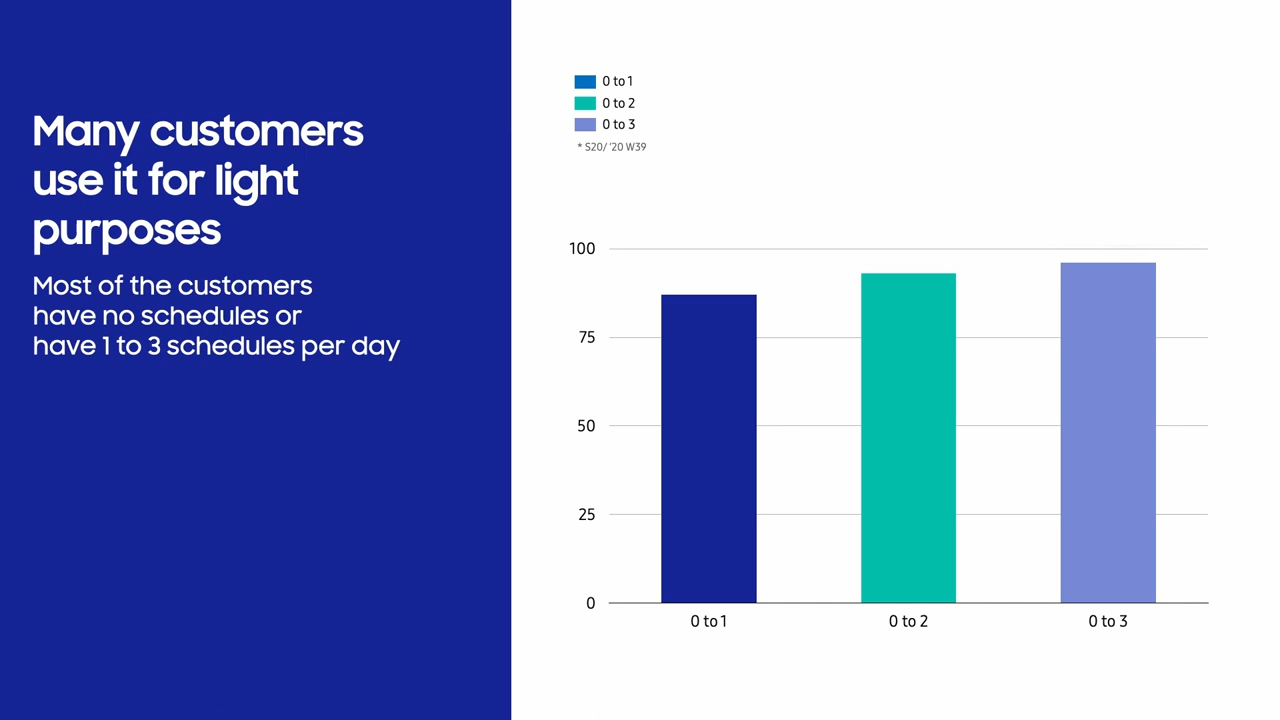 Many customers
use it for light
purposes
Most of the customers
have no schedules or
have 1 to 3 schedules per day
0 to 1
0 to 2
0 to 3
* S20/ '20 W39
100
75
50
25
0
0 to 1
0 to 2
0 to 3